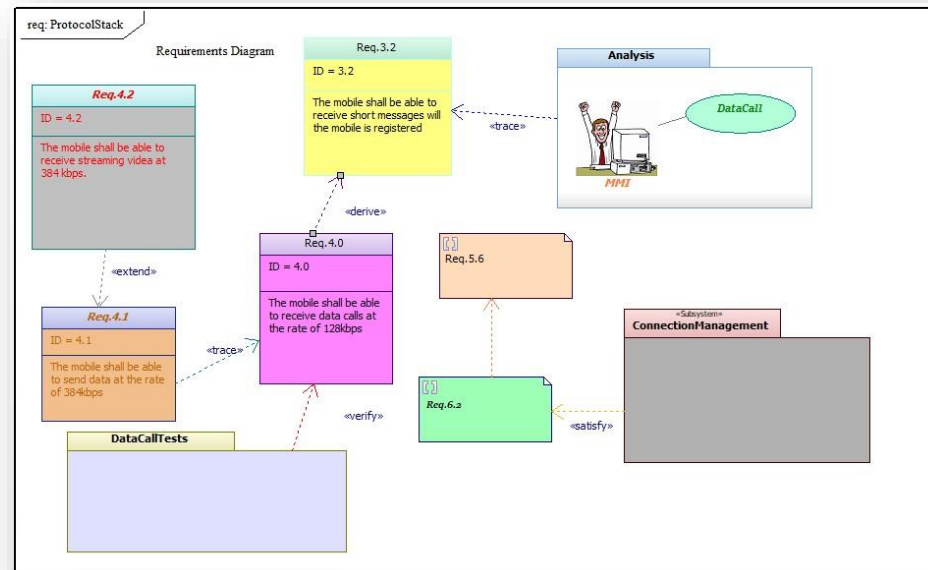 req: ProtocolStack
Requirements Diagram
Req.3.2
ID = 3.2
The mobile shall be able to
receive short messages will
the mobile is registered
Analysis
DataCall
MMI
«trace»
Req.4.2
ID = 4.2
The mobile shall be able to
receive streaming videa at
384 kbps.
«derive»
«extend»
Req.4.0
ID = 4.0
The mobile shall be able
to receive data calls at
the rate of 128kbps
Req.5.6
Req.4.1
ID = 4.1
The mobile shall be able
to send data at the rate
of 384kbps
«trace»
«Subsystem»
ConnectionManagement
Req.6.2
«satisfy»
«verify»
DataCallTests